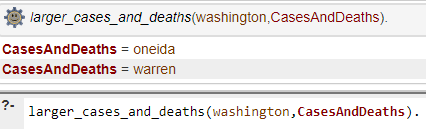 larger_cases_and_deaths(washington,CasesAndDeaths).
CasesAndDeaths = oneida
CasesAndDeaths = warren
?- larger_cases_and_deaths(washington,CasesAndDeaths).